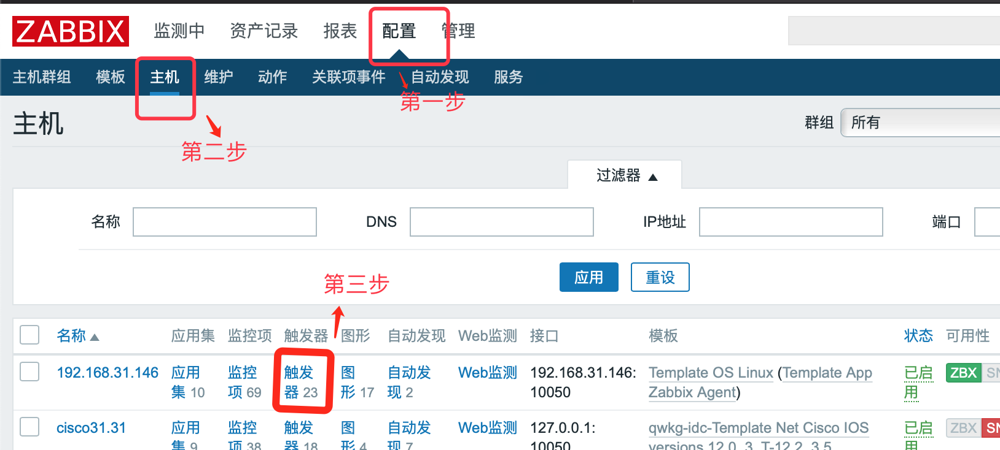 ZABBIX 监测中 资产记录 报表 配置 管理
主机群组 模板 主机 维护 动作 关联项事件 自动发现 服务
第一步
主机 群组 所有
第二步
过滤器 ▲
名称 DNS IP地址 端口
应用 重设
第三步
名称 ▲ 应用集 监控项 触发器 图形 自动发现 Web监测 接口 模板 状态 可用性
192.168.31.146 应用 监控 触发 图 自动发 Web监测 192.168.31.146: Template OS Linux (Template App 已启 ZBX SN
集 10 项 69 器 23 形 17 现 2 10050 Zabbix Agent) 用
cisco31.31 应用 监控 触发 图 自动发 Web监测 127.0.0.1: qwkg-idc-Template Net Cisco IOS 已启 ZBX SN
集 9 项 38 器 18 形 4 现 7 10050 versions 12.0_3_T-12.2_3.5 用